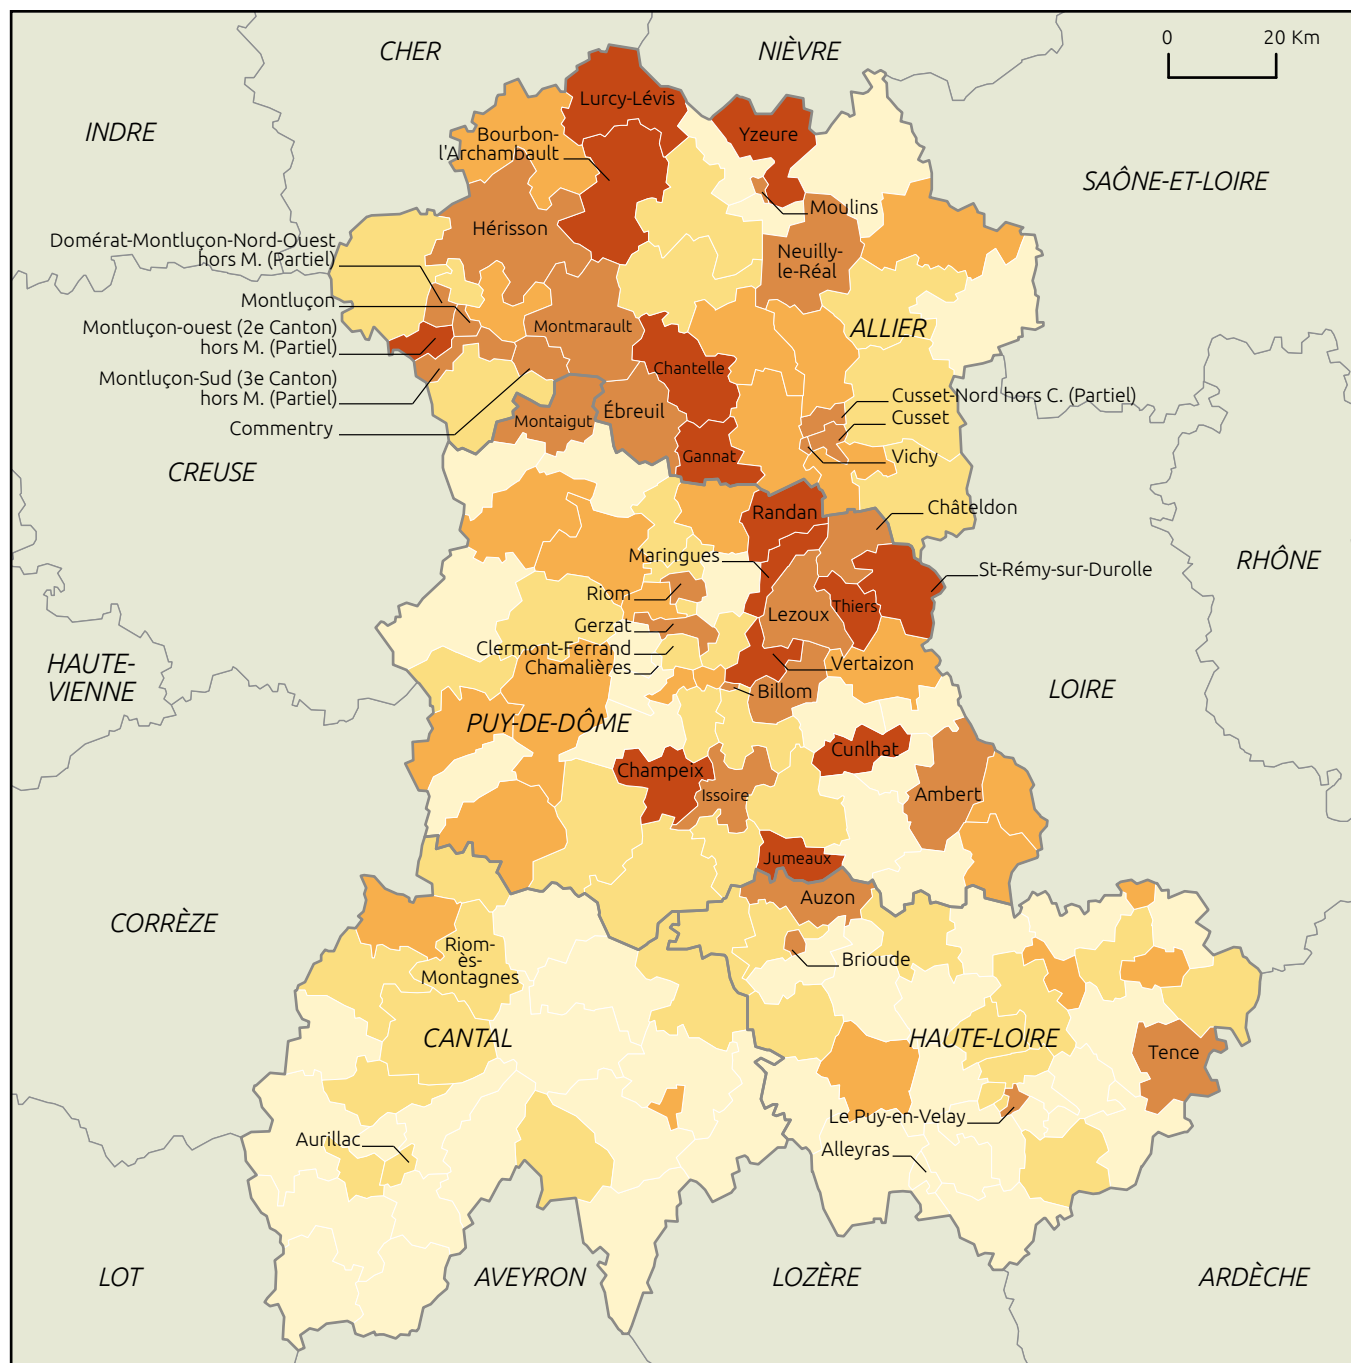 CHER
NIÈVRE
0 20 Km
INDRE
Lurcy-Lévis
Bourbon-
l'Archambault
Yzeure
SAÔNE-ET-LOIRE
Moulins
Hérisson
Domérat-Montluçon-Nord-Ouest
hors M. (Partiel)
Neuilly-
le-Réal
Montluçon
Montluçon-ouest (2e Canton)
hors M. (Partiel)
Montmarault
ALLIER
Montluçon-Sud (3e Canton)
hors M. (Partiel)
Chantelle
Cusset-Nord hors C. (Partiel)
Commentry
Montaigut
Ébreuil
Cusset
CREUSE
Gannat
Vichy
Randan
Châteldon
RHÔNE
Maringues
St-Rémy-sur-Durolle
Riom
Lezoux
Thiers
Gerzat
Clermont-Ferrand
Chamalières
Vertaizon
HAUTE-
VIENNE
Billom
LOIRE
PUY-DE-DÔME
Cunlhat
Champeix
Issoire
Ambert
Jumeaux
Auzon
CORRÈZE
Riom-
ès-
Montagnes
Brioude
CANTAL
HAUTE-LOIRE
Tence
Le Puy-en-Velay
Aurillac
Alleyras
LOT
AVEYRON
LOZÈRE
ARDÈCHE